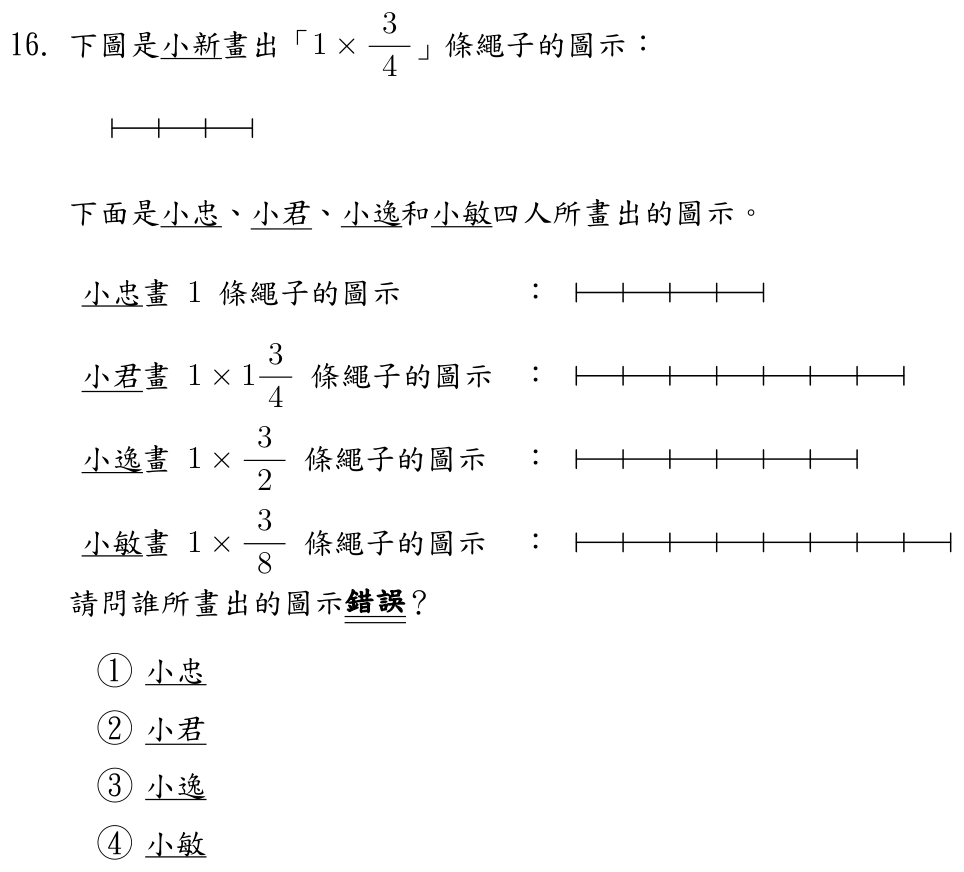 16. 下圖是小新畫出「1 × 3/4」條繩子的圖示：
下面是小忠、小君、小逸和小敏四人所畫出的圖示。
小忠畫 1 條繩子的圖示 ：
小君畫 1 × 1 3/4 條繩子的圖示 ：
小逸畫 1 × 3/2 條繩子的圖示 ：
小敏畫 1 × 3/8 條繩子的圖示 ：
請問誰所畫出的圖示錯誤？
① 小忠
② 小君
③ 小逸
④ 小敏